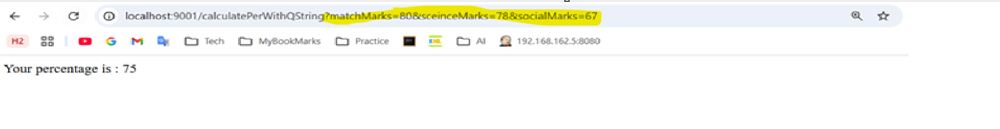 localhost:9001/calculatePerWithQString?matchMarks=80&sceinceMarks=78&socialMarks=67
H2 Tech MyBookMarks Practice AI 192.168.162.5:8080
Your percentage is : 75